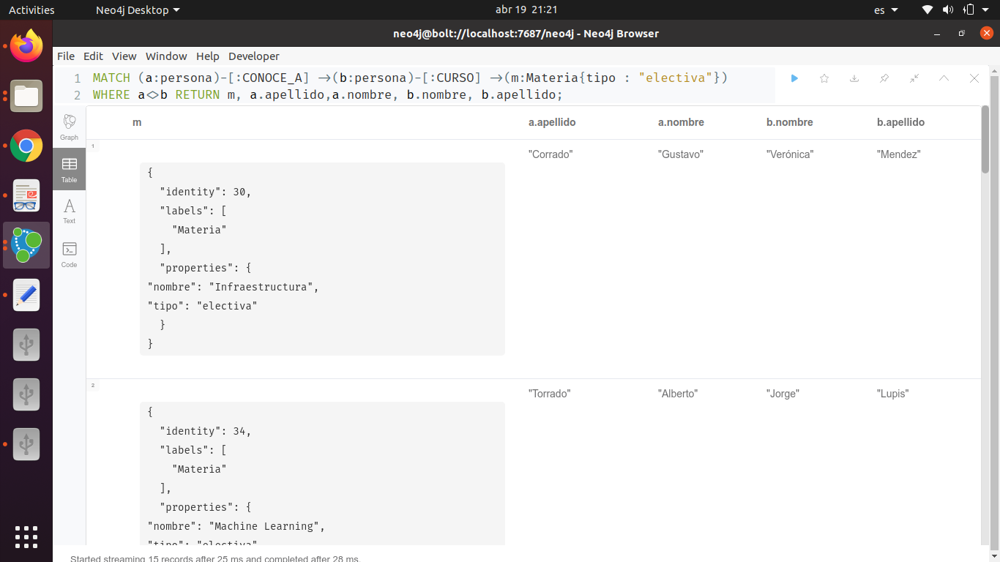 Activities Neo4j Desktop abr 19 21:21 es
neo4j@bolt://localhost:7687/neo4j - Neo4j Browser
File Edit View Window Help Developer
1 MATCH (a:persona)-[:CONOCE_A] ->(b:persona)-[:CURSO] ->(m:Materia{tipo : "electiva"})
2 WHERE a<>b RETURN m, a.apellido,a.nombre, b.nombre, b.apellido;
Graph
Table
Text
Code
m a.apellido a.nombre b.nombre b.apellido
1
"Corrado" "Gustavo" "Verónica" "Mendez"
{
"identity": 30,
"labels": [
"Materia"
],
"properties": {
"nombre": "Infraestructura",
"tipo": "electiva"
}
}
2
"Torrado" "Alberto" "Jorge" "Lupis"
{
"identity": 34,
"labels": [
"Materia"
],
"properties": {
"nombre": "Machine Learning",
"tipo": "electiva"
Started streaming 15 records after 25 ms and completed after 28 ms.